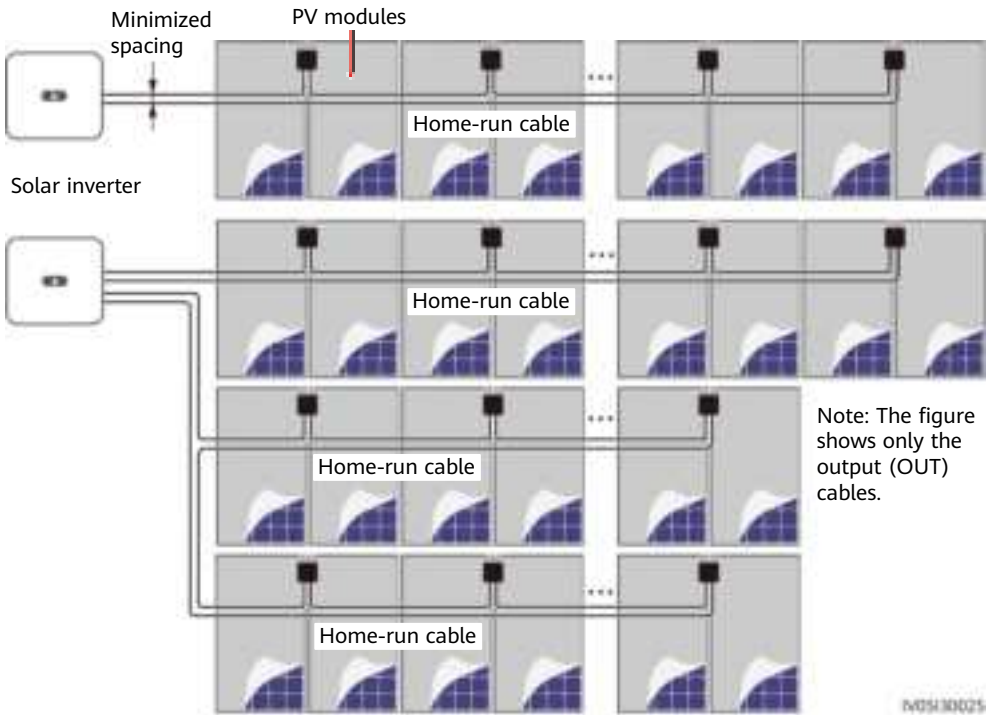 Minimized
spacing
PV modules
Home-run cable
Solar inverter
Home-run cable
Note: The figure
shows only the
output (OUT)
cables.
Home-run cable
Home-run cable